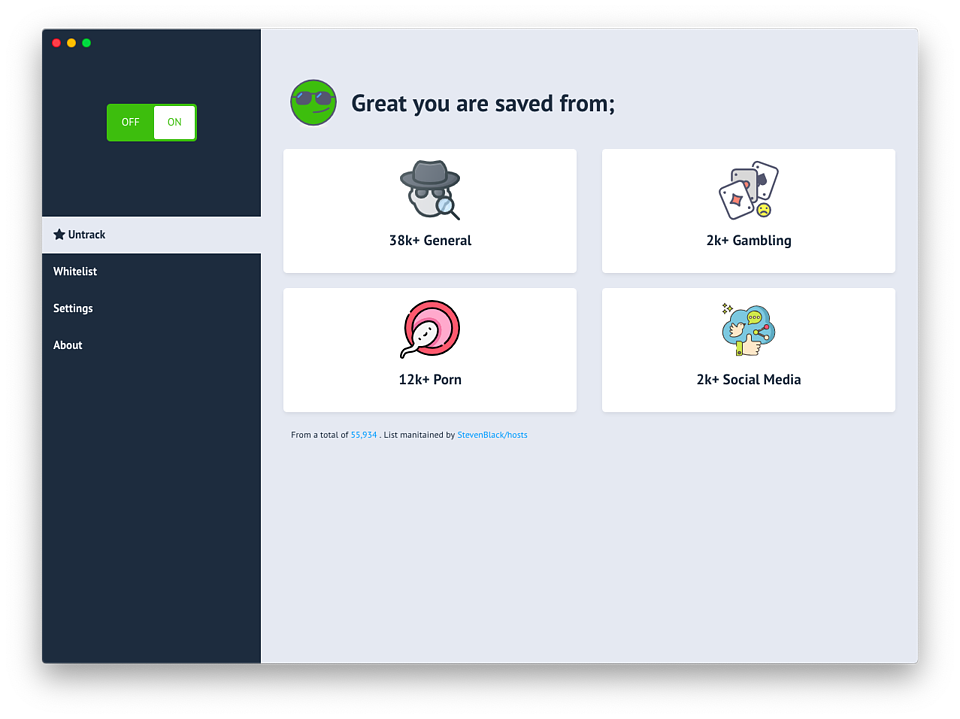 OFF ON
Untrack
Whitelist
Settings
About
Great you are saved from;
38k+ General
2k+ Gambling
12k+ Porn
2k+ Social Media
From a total of 55,934 . List manitained by StevenBlack/hosts